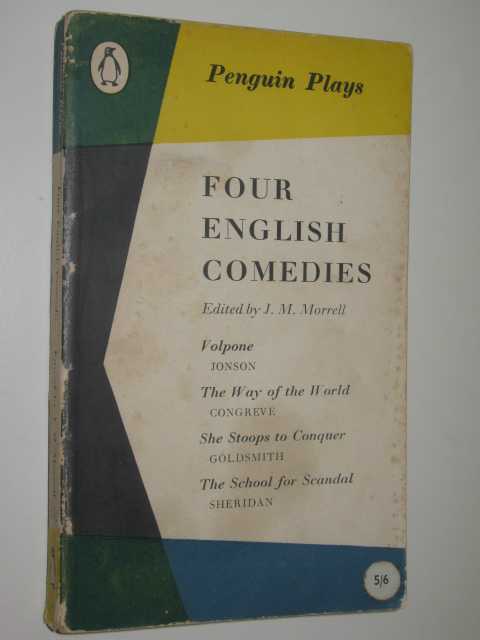 Penguin Plays
FOUR
ENGLISH
COMEDIES
Edited by J. M. Morrell
Volpone
JONSON
The Way of the World
CONGREVE
She Stoops to Conquer
GOLDSMITH
The School for Scandal
SHERIDAN
5/6